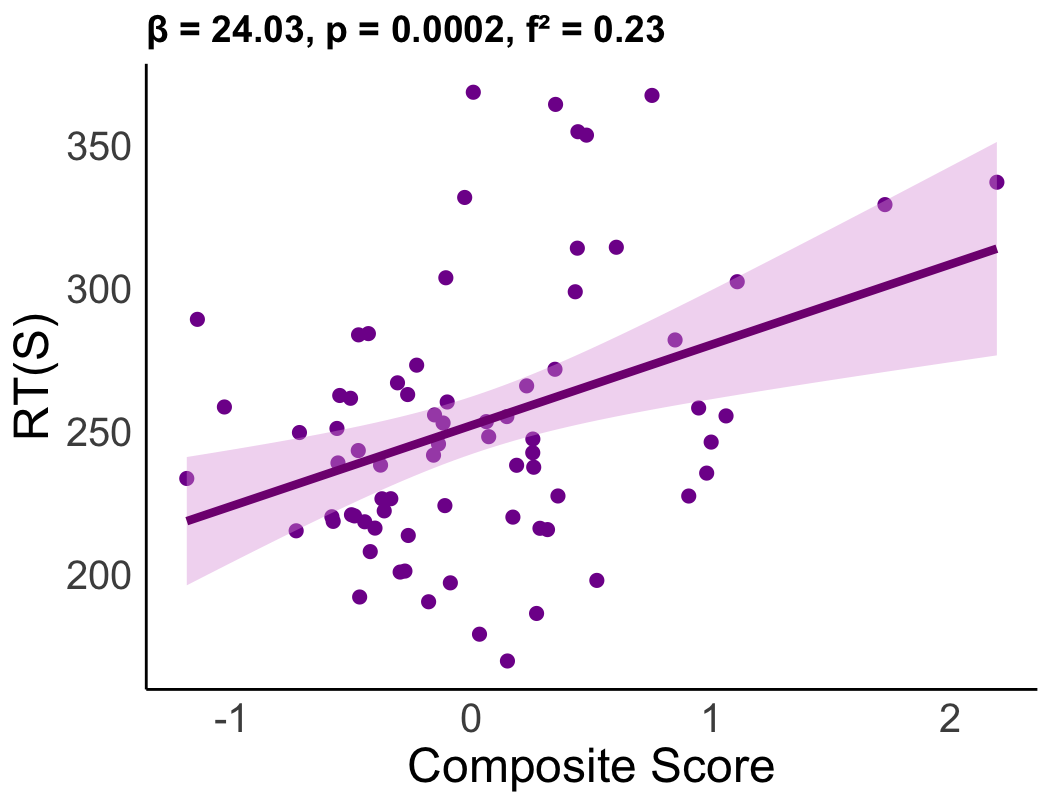 β = 24.03, p = 0.0002, f² = 0.23
350
300
250
200
RT(S)
-1 0 1 2
Composite Score